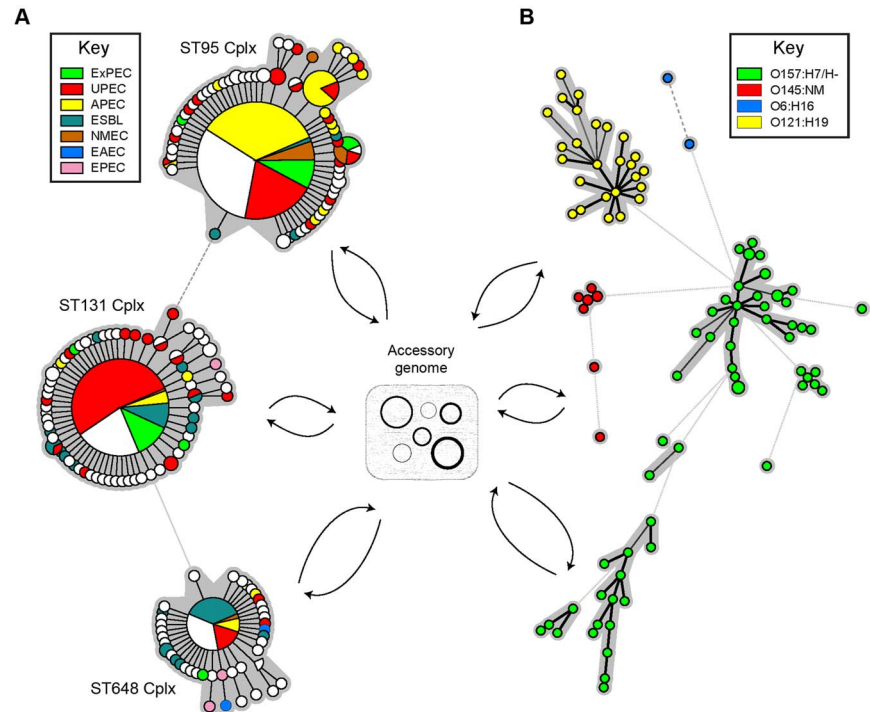 A
B
ST95 Cplx
Key
ExPEC
UPEC
APEC
ESBL
NMEC
EAEC
EPEC
Key
O157:H7/H-
O145:NM
O6:H16
O121:H19
ST131 Cplx
Accessory
genome
ST648 Cplx